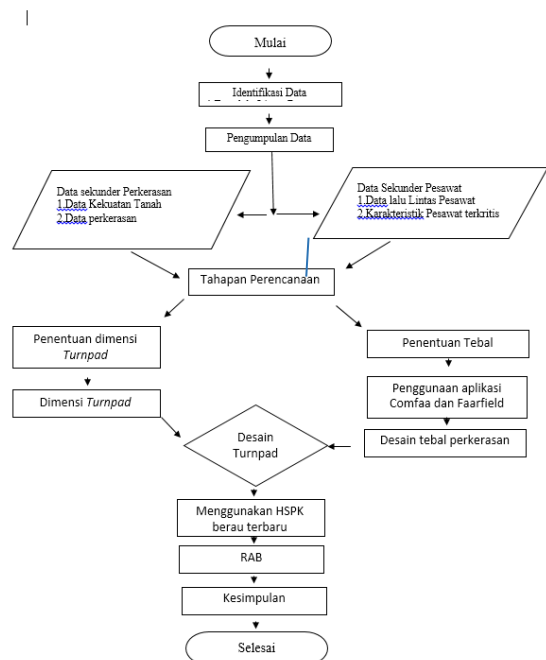 Mulai
Identifikasi Data
Pengumpulan Data
Data sekunder Perkerasan
1.Data Kekuatan Tanah
2.Data perkerasan
Data Sekunder Pesawat
1.Data lalu Lintas Pesawat
2.Karakteristik Pesawat terkritis
Tahapan Perencanaan
Penentuan dimensi
Turnpad
Dimensi Turnpad
Penentuan Tebal
Penggunaan aplikasi
Comfaa dan Faarfield
Desain tebal perkerasan
Desain
Turnpad
Menggunakan HSPK
berau terbaru
RAB
Kesimpulan
Selesai